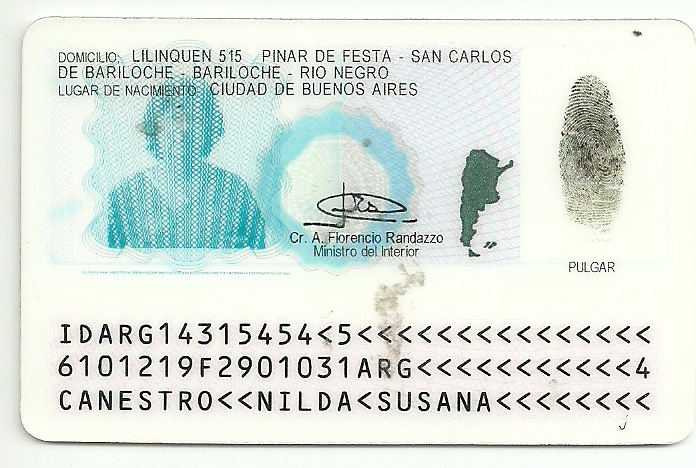 DOMICILIO: LILINQUEN 515 PINAR DE FESTA - SAN CARLOS
DE BARILOCHE - BARILOCHE - RIO NEGRO
LUGAR DE NACIMIENTO: CIUDAD DE BUENOS AIRES
Cr. A. Florencio Randazzo
Ministro del Interior
PULGAR
IDARG14315454<5<<<<<<<<<<<<<<<
6101219F2901031ARG<<<<<<<<<<<4
CANESTRO<<NILDA<SUSANA<<<<<<<<